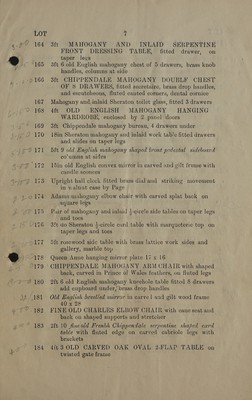 LOT 7
164 3ft MAHOGANY AND INLAID SERPENTINE
FRONT DRESSING TABLE, fitted drawer, on
taper legs
165 3ft 6 old English mahogany chest of 5 drawers, brass knob
handles, columns at side
166 3ft CHIPPENDALE MAHOGANY DOUBLE CHEST
OF 8 DRAWERS, fitted secretaire, brass drop handles,
and escutcheons, fluted canted corners, dental cornice
167 Mahogany and inlaid Sheraton toilet glass, fitted 3 drawers
168 4ft OLD ENGLISH MAHOGANY HANGING
WARDROBE, enclosed by 2 panel doors
169 2ft Chippendale mahogany bureau, 4 drawers under
170 18in Sheraton mahogany and inlaid work table fitted drawers
and slides on taper legs
171 5ft 9 old English mahogany shaped front pedestal sideboard
columns at sides
172 15in old English convex mirror in carved and gilt frame with
candle sconces
173 Upright hall clock fitted brass dial and striking movement
in walnut case by Page
174 Adams mahogany elbow chair with carved splat back on
square legs
175 Pair of mahogany and inlaid ½-circle side tables on taper legs
and toes
176 3ft no Sheraton ½-circle card table with marqueterie top on
taper legs and toes
177 5ft rosewood side table with brass lattice work sides and
gallery, marble top
178 Queen Anne hanging mirror plate 17 x 16
179 CHIPPENDALE MAHOGANY ARM CHAIR with shaped
back, carved in Prince of Wales feathers, on fluted legs
180 2ft 6 old English mahogany kneehole table fitted 8 drawers
and cupboard under, brass drop handles
181 Old English bevelled mirror in carved and gilt wood frame
40 x 28
182 FINE OLD CHARLES ELBOW CHAIR with cane seat and
back on shaped supports and stretcher
183 2ft 10 fine old French Chippendale serpentine shaped card
table with fluted edge on carved cabriole legs with
brackets
184 4ft 3 OLD CARVED OAK OVAL 2-FLAP TABLE on
twisted gate frame